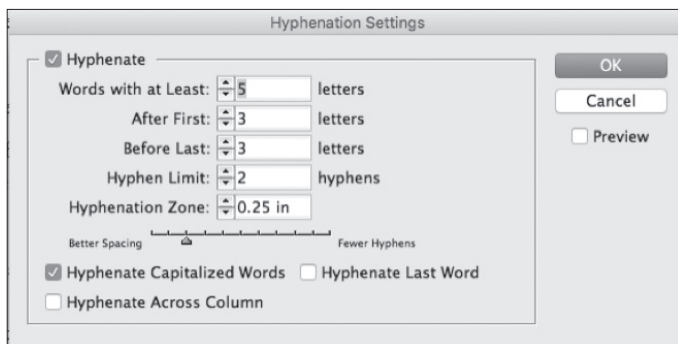 Hyphenation Settings
Hyphenate
Words with at Least: 5 letters
After First: 3 letters
Before Last: 3 letters
Hyphen Limit: 2 hyphens
Hyphenation Zone: 0.25 in
Better Spacing Fewer Hyphens
Hyphenate Capitalized Words Hyphenate Last Word
Hyphenate Across Column
OK
Cancel
Preview